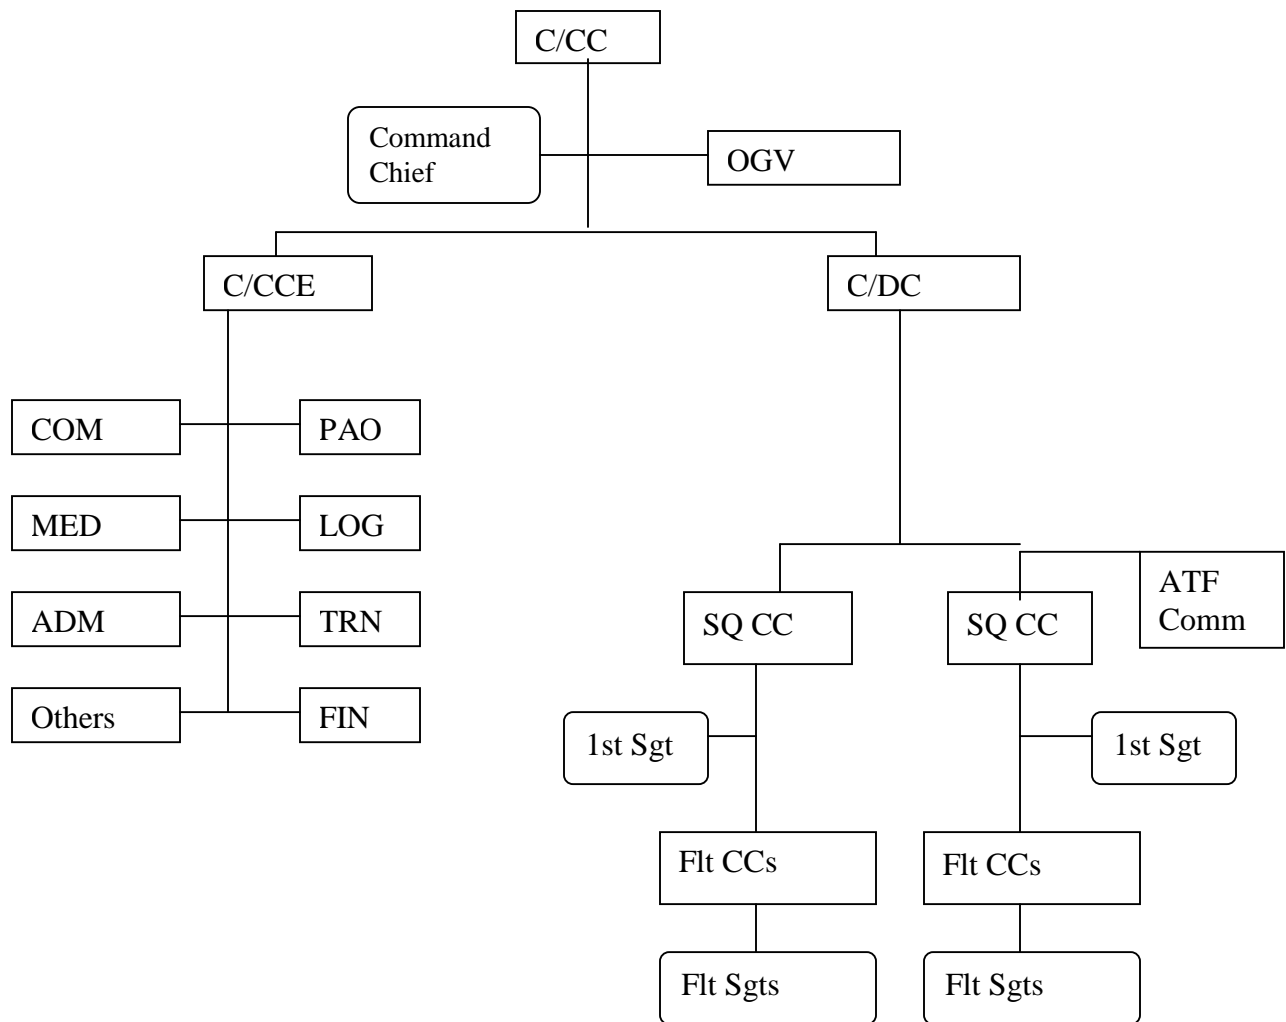 C/CC
Command
Chief
OGV
C/CCE
C/DC
COM
PAO
MED
LOG
ADM
TRN
Others
FIN
SQ CC
SQ CC
ATF
Comm
1st Sgt
1st Sgt
Flt CCs
Flt CCs
Flt Sgts
Flt Sgts